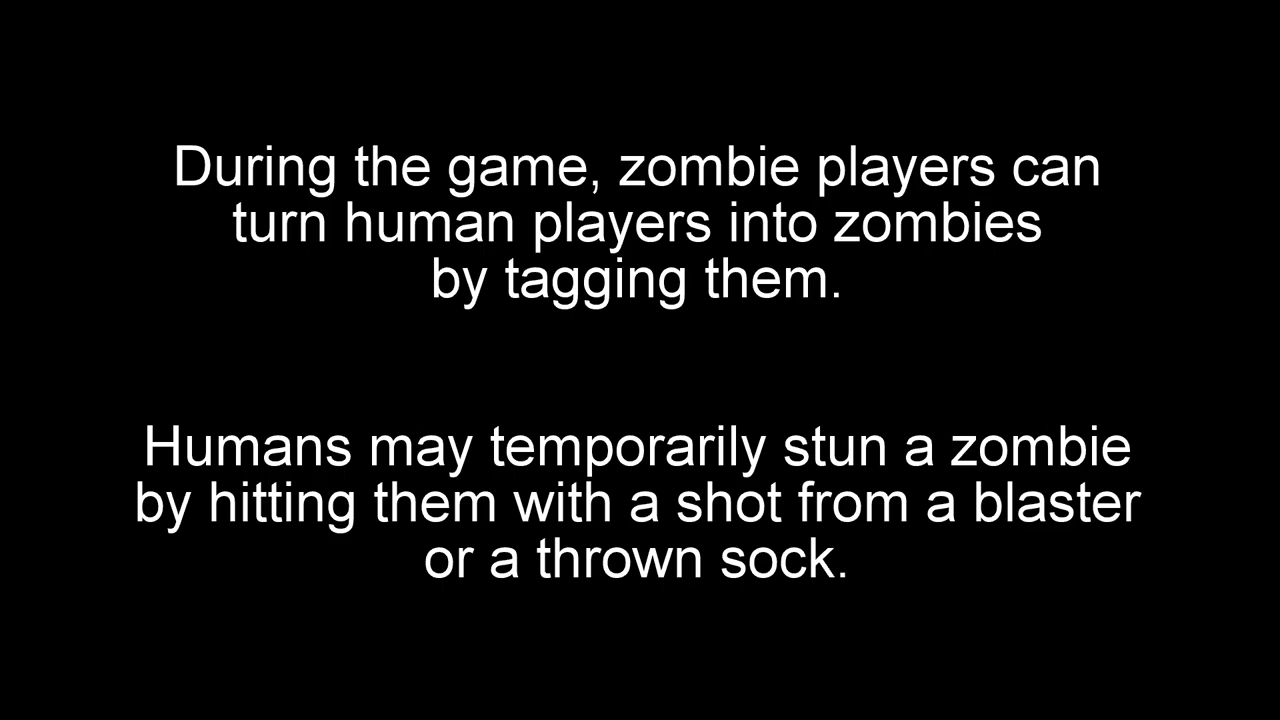 During the game, zombie players can
turn human players into zombies
by tagging them.
Humans may temporarily stun a zombie
by hitting them with a shot from a blaster
or a thrown sock.